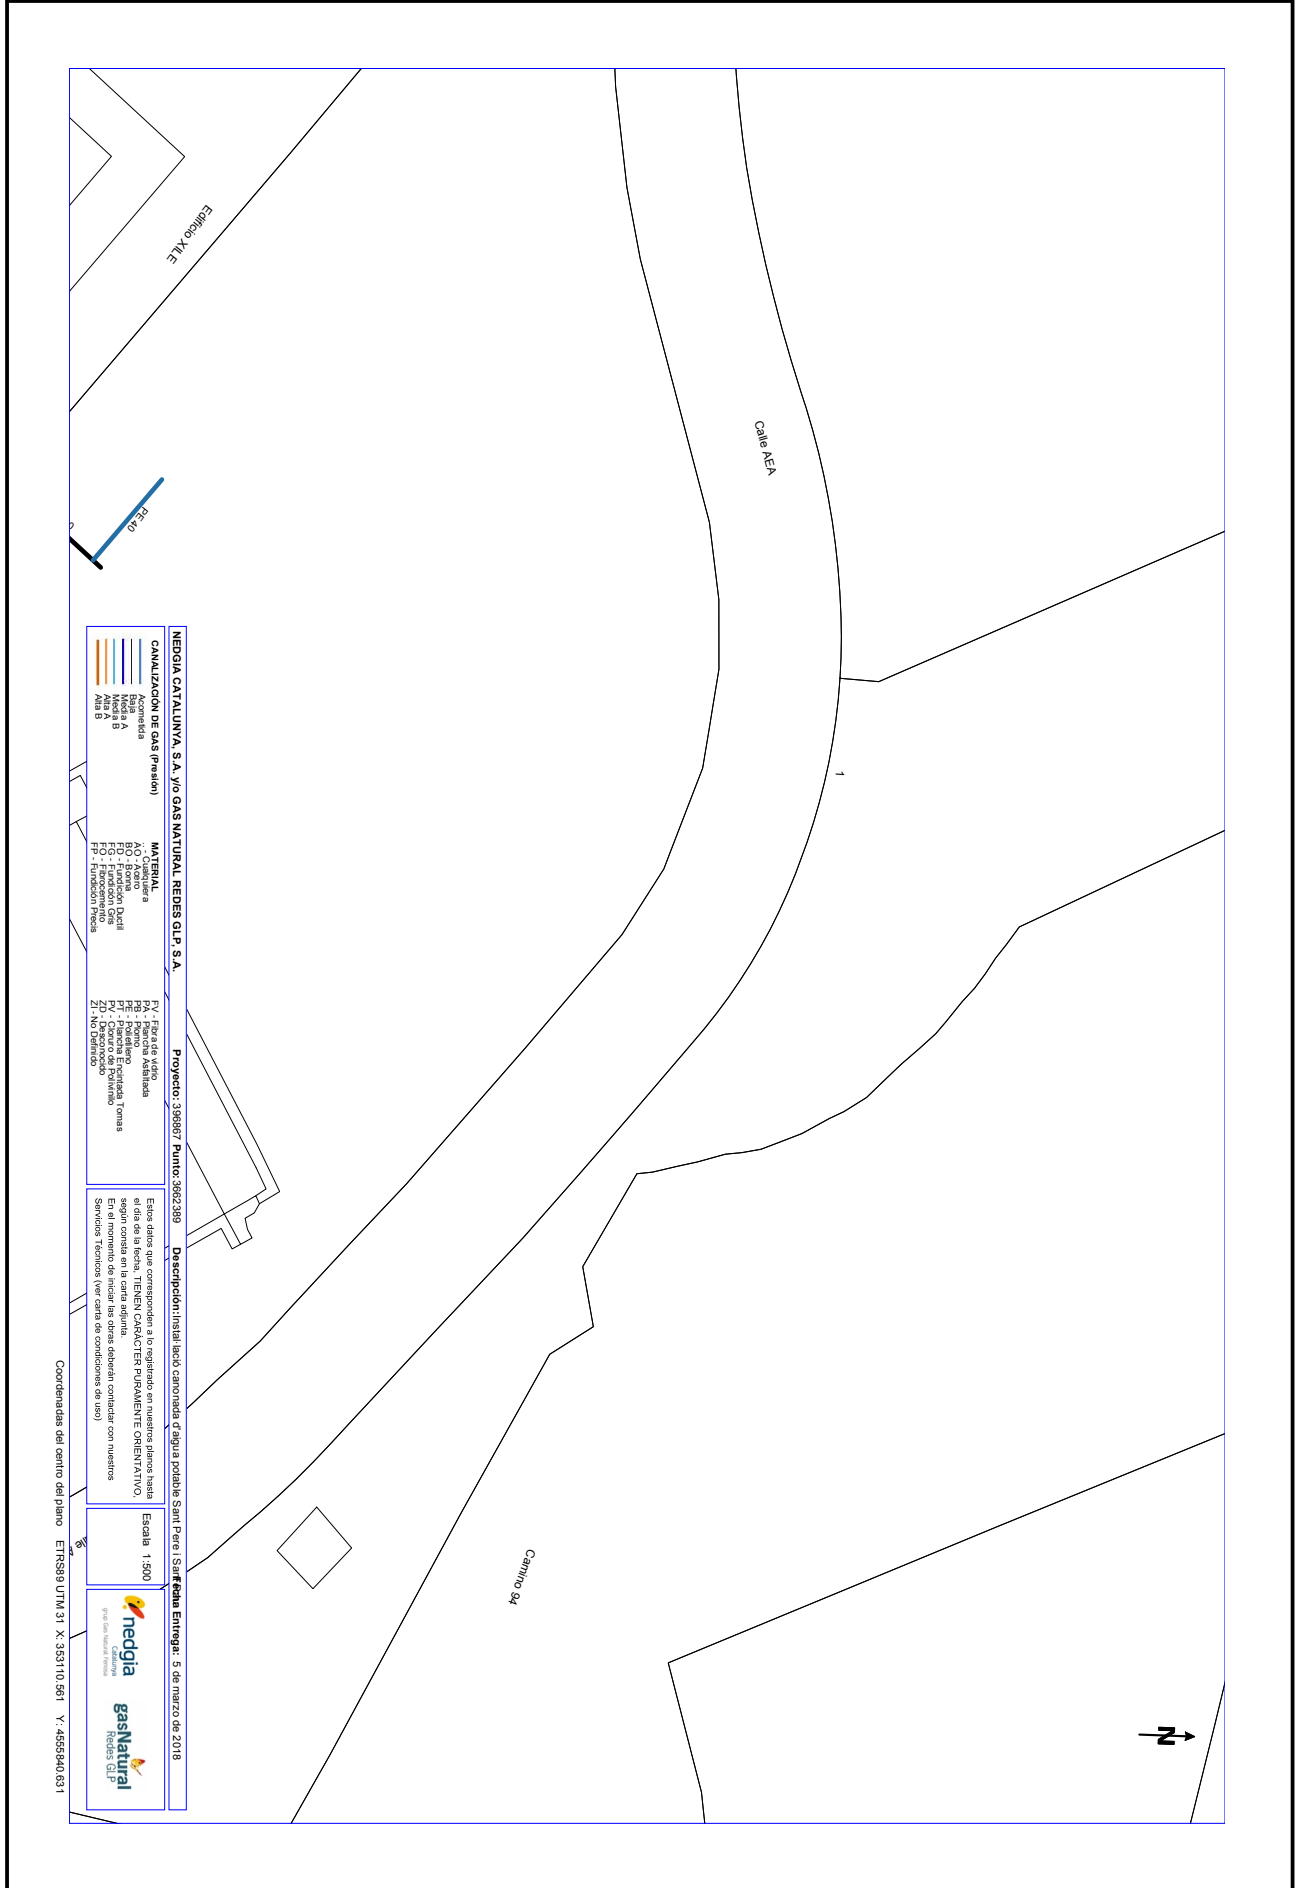 Edificio XILE
Calle AEA
1
PE 40
0
Camino 94
N
NEDGIA CATALUNYA, S.A. y/o GAS NATURAL REDES GLP, S.A.
Proyecto: 396867 Punto: 3662389
Descripción: Instal·lació canonada d'aigua potable Sant Pere i Sant
Fecha Entrega: 5 de marzo de 2018
CANALIZACIÓN DE GAS (Presión)
Acometida
Baja
Media A
Media B
Alta A
Alta B
MATERIAL
.. - Cualquiera
AO - Acero
BO - Bonna
FD - Fundición Ductil
FG - Fundición Gris
FO - Fibrocemento
FP - Fundición Precis
FV - Fibra de vidrio
PA - Plancha Asfaltada
PB - Plomo
PE - Polietileno
PT - Plancha Encintada Tomas
PV - Cloruro de Polivinilo
ZD - Desconocido
ZI - No Definido
Estos datos que corresponden a lo registrado en nuestros planos hasta
el día de la fecha, TIENEN CARÁCTER PURAMENTE ORIENTATIVO,
según consta en la carta adjunta.
En el momento de iniciar las obras deberán contactar con nuestros
Servicios Técnicos (ver carta de condiciones de uso)
Escala 1:500
nedgia
Catalunya
grup Gas Natural Fenosa
gasNatural
Redes GLP
Coordenadas del centro del plano ETRS89 UTM 31 X: 353110.561 Y: 4555840.631